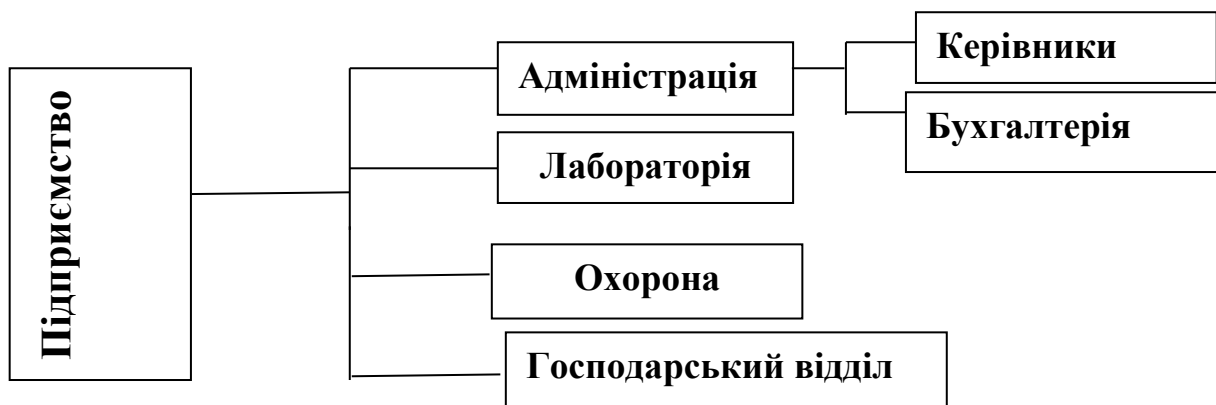 Підприємство
Адміністрація
Керівники
Бухгалтерія
Лабораторія
Охорона
Господарський відділ